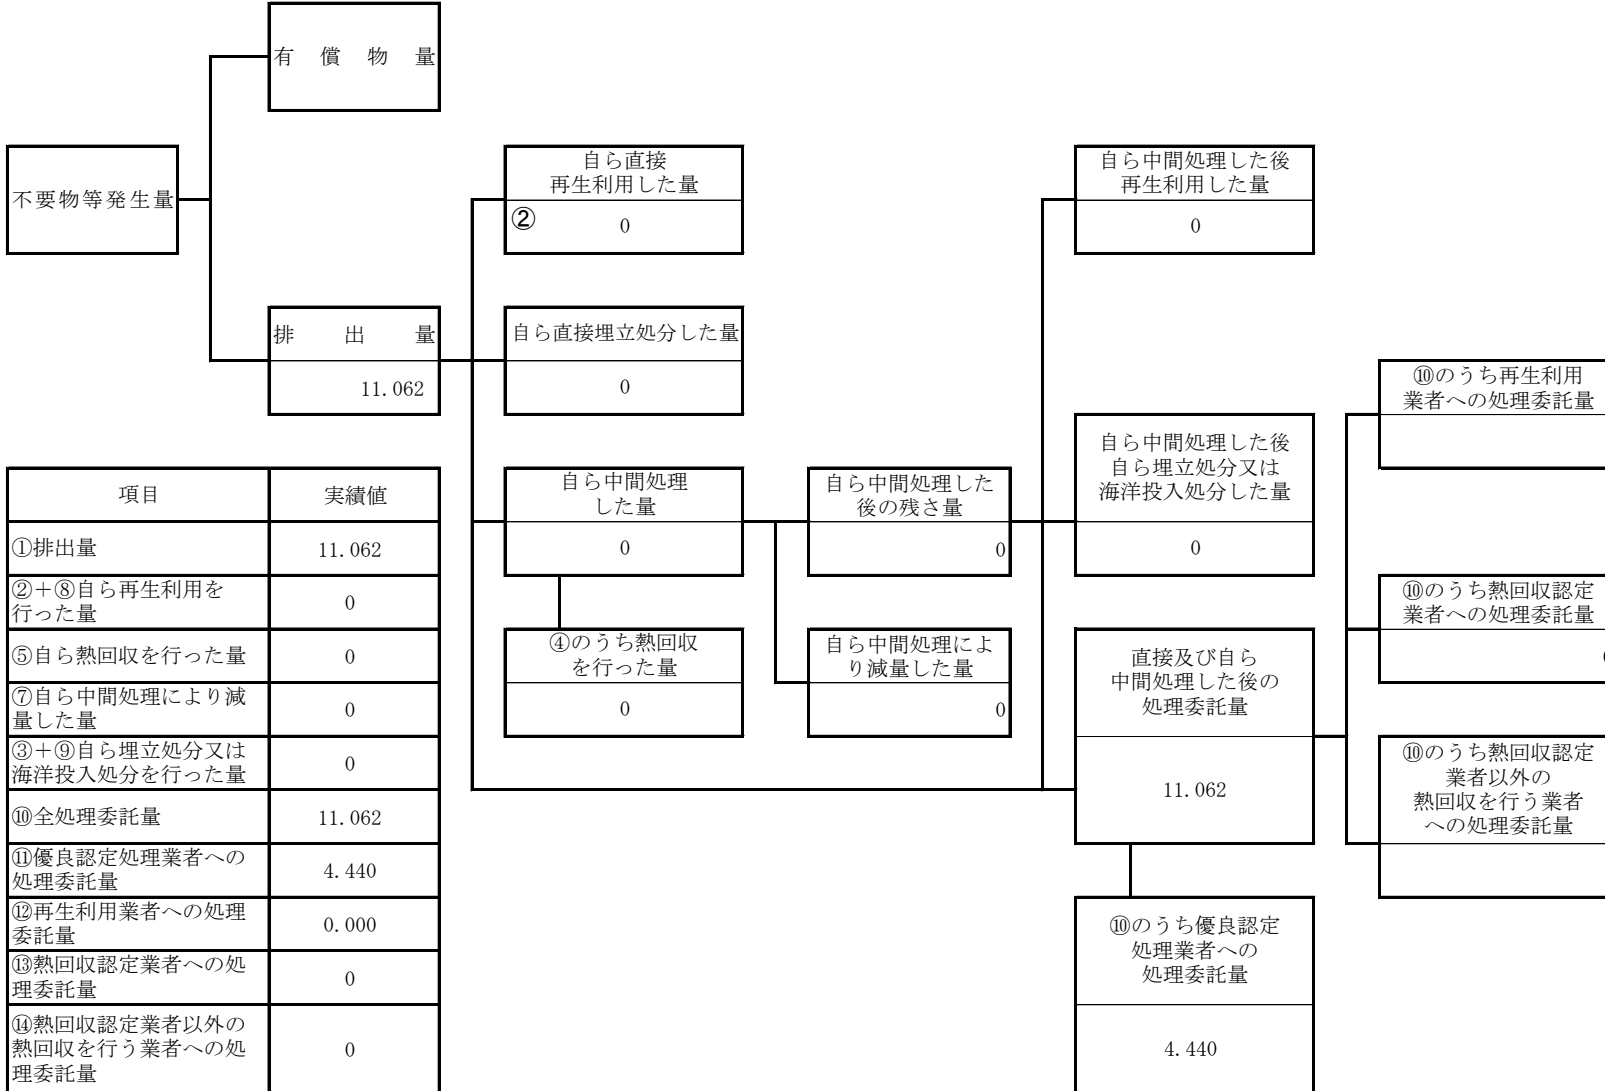 有償物量
不要物等発生量
排出量
11.062
自ら直接
再生利用した量
②
0
自ら直接埋立処分した量
0
自ら中間処理
した量
0
④のうち熱回収
を行った量
0
自ら中間処理した
後の残さ量
0
自ら中間処理によ
り減量した量
0
自ら中間処理した後
再生利用した量
0
自ら中間処理した後
自ら埋立処分又は
海洋投入処分した量
0
直接及び自ら
中間処理した後の
処理委託量
11.062
⑩のうち優良認定
処理業者への
処理委託量
4.440
⑩のうち再生利用
業者への処理委託量
⑩のうち熱回収認定
業者への処理委託量
⑩のうち熱回収認定
業者以外の
熱回収を行う業者
への処理委託量
項目 実績値
①排出量 11.062
②＋⑧自ら再生利用を
行った量 0
⑤自ら熱回収を行った量 0
⑦自ら中間処理により減
量した量 0
③＋⑨自ら埋立処分又は
海洋投入処分を行った量 0
⑩全処理委託量 11.062
⑪優良認定処理業者への
処理委託量 4.440
⑫再生利用業者への処理
委託量 0.000
⑬熱回収認定業者への処
理委託量 0
⑭熱回収認定業者以外の
熱回収を行う業者への処
理委託量 0